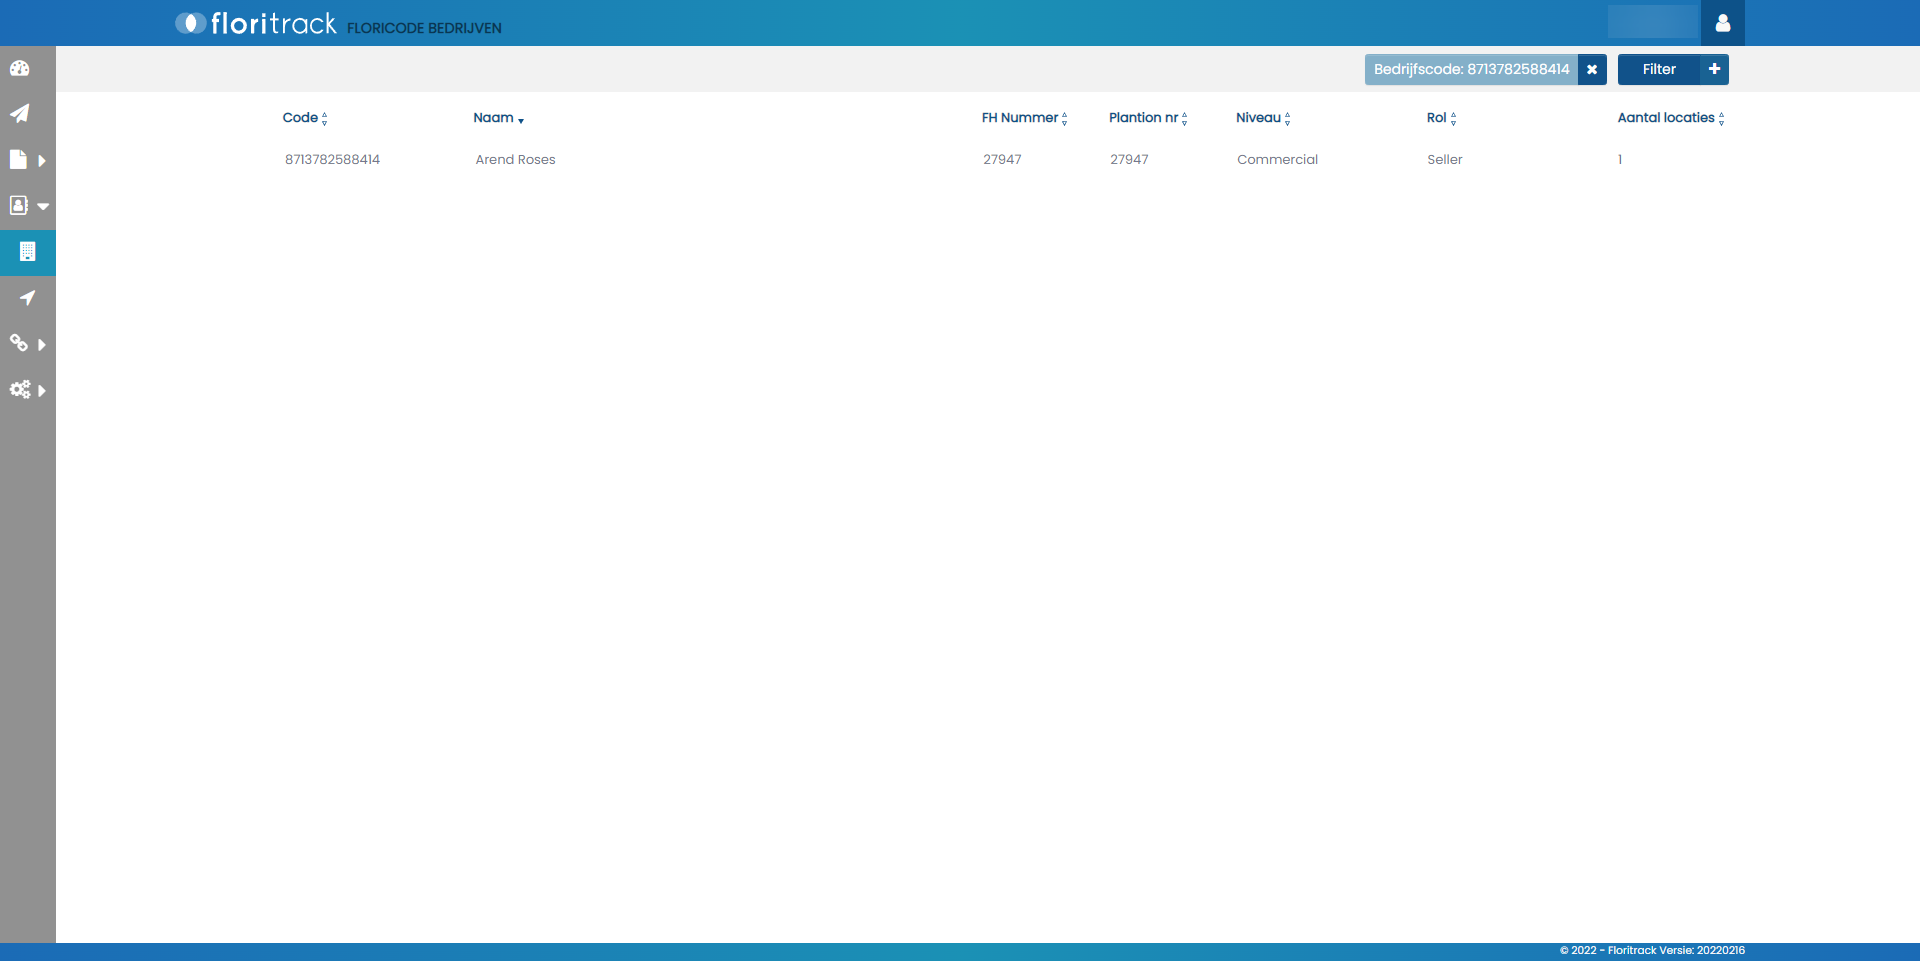 floritrack FLORICODE BEDRIJVEN
Bedrijfscode: 8713782588414 Filter
Code Naam FH Nummer Plantion nr Niveau Rol Aantal locaties
8713782588414 Arend Roses 27947 27947 Commercial Seller 1
© 2022 - Floritrack Versie: 20220216